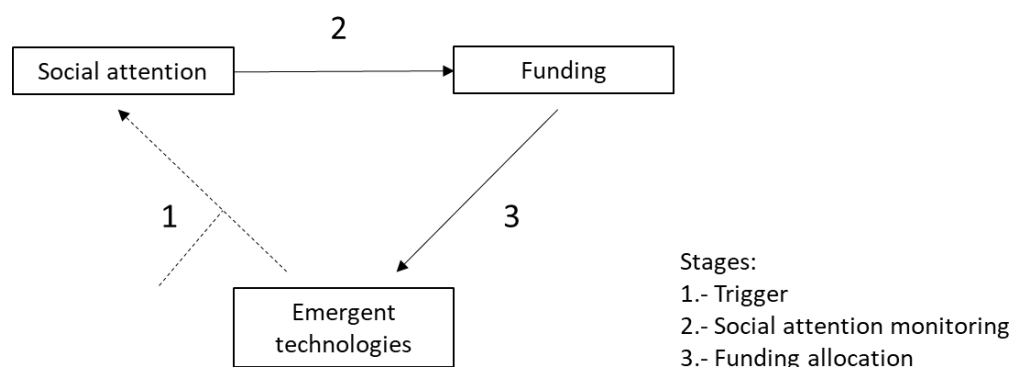 2
Social attention
Funding
1
3
Emergent
technologies
Stages:
1.- Trigger
2.- Social attention monitoring
3.- Funding allocation